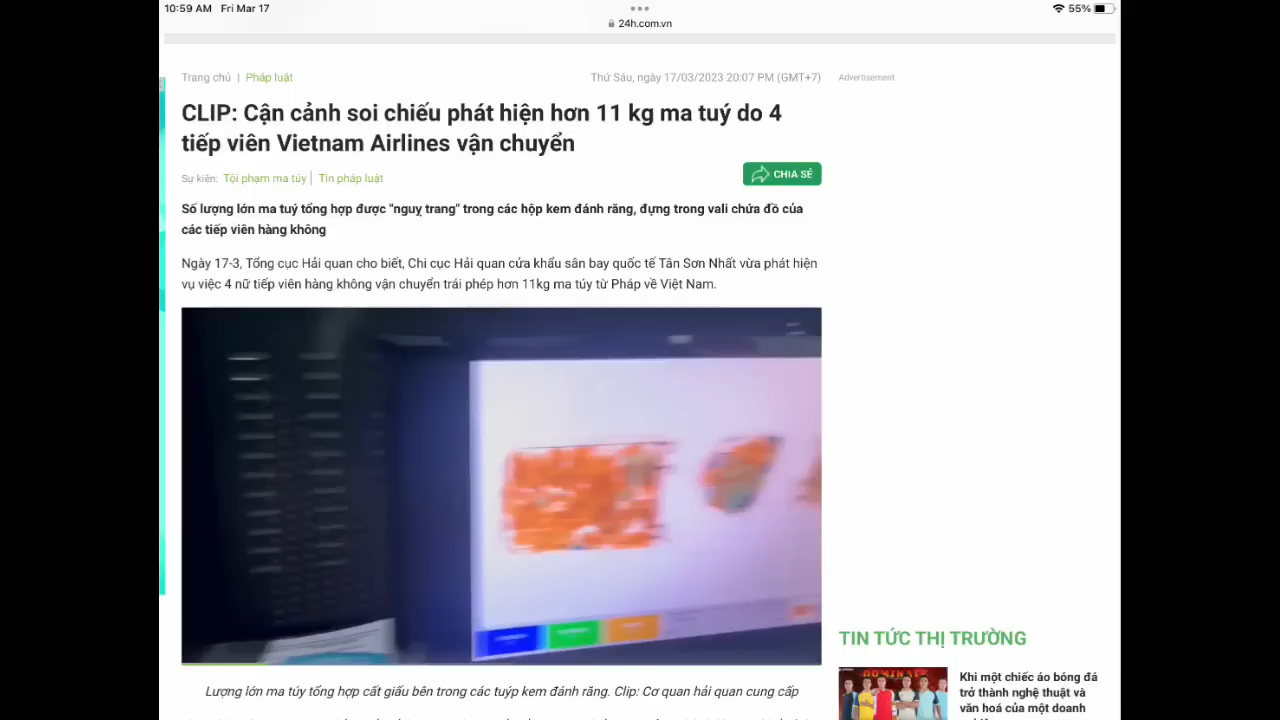 10:59 AM Fri Mar 17
55%
24h.com.vn
Trang chủ | Pháp luật
Thứ Sáu, ngày 17/03/2023 20:07 PM (GMT+7)
Advertisement
CLIP: Cận cảnh soi chiếu phát hiện hơn 11 kg ma tuý do 4
tiếp viên Vietnam Airlines vận chuyển
Sự kiện: Tội phạm ma túy | Tin pháp luật
CHIA SẺ
Số lượng lớn ma tuý tổng hợp được "nguỵ trang" trong các hộp kem đánh răng, đựng trong vali chứa đồ của
các tiếp viên hàng không
Ngày 17-3, Tổng cục Hải quan cho biết, Chi cục Hải quan cửa khẩu sân bay quốc tế Tân Sơn Nhất vừa phát hiện
vụ việc 4 nữ tiếp viên hàng không vận chuyển trái phép hơn 11kg ma túy từ Pháp về Việt Nam.
TIN TỨC THỊ TRƯỜNG
Khi một chiếc áo bóng đá
trở thành nghệ thuật và
văn hoá của một doanh
Lượng lớn ma túy tổng hợp cất giấu bên trong các tuýp kem đánh răng. Clip: Cơ quan hải quan cung cấp